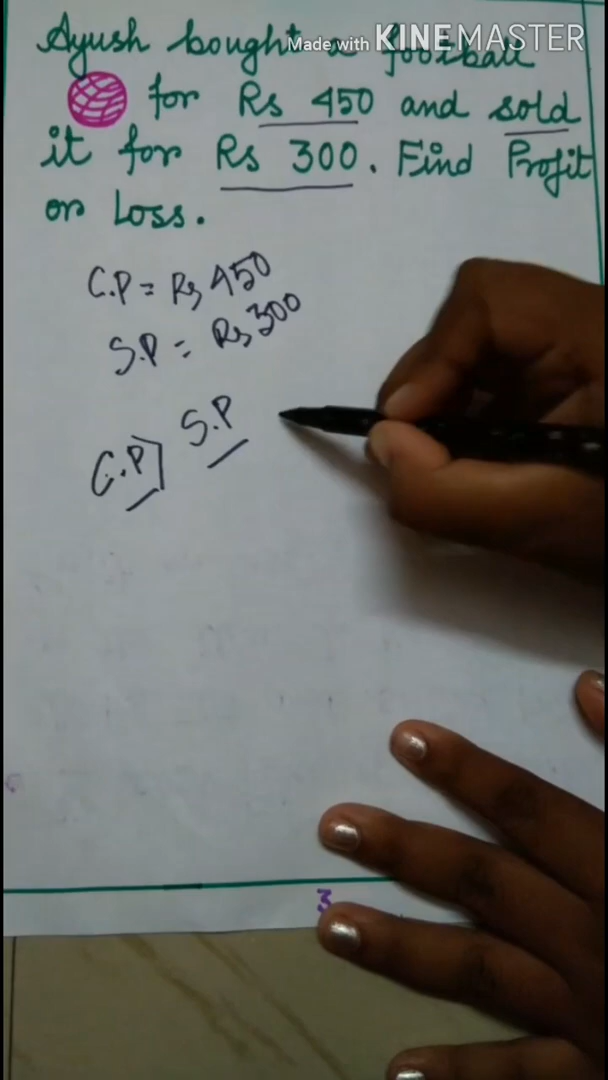 Made with KINEMASTER
Ayush bought a football
for Rs 450 and sold
it for Rs 300. Find Profit
or Loss.
C.P = Rs 450
S.P = Rs 300
C.P > S.P
3